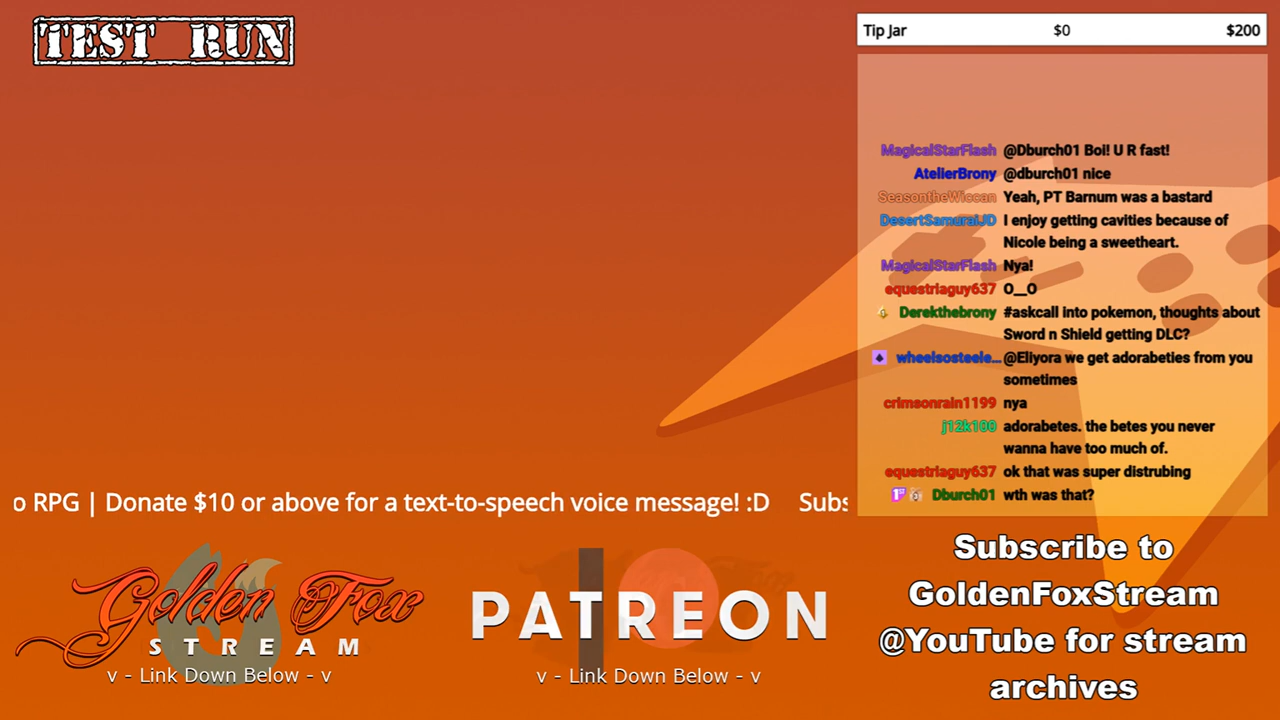 TEST RUN
Tip Jar $0 $200
MagicalStarFlash @Dburch01 Boi! U R fast!
AtelierBrony @dburch01 nice
SeasontheWiccan Yeah, PT Barnum was a bastard
DesertSamuraiJD I enjoy getting cavities because of
Nicole being a sweetheart.
MagicalStarFlash Nya!
equestriaguy637 O__O
Derekthebrony #askcall into pokemon, thoughts about
Sword n Shield getting DLC?
wheelsosteele... @Eliyora we get adorabeties from you
sometimes
crimsonrain1199 nya
j12k100 adorabetes. the betes you never
wanna have too much of.
equestriaguy637 ok that was super distrubing
Dburch01 wth was that?
o RPG | Donate $10 or above for a text-to-speech voice message! :D Subs
Golden Fox
STREAM
v - Link Down Below - v
PATREON
v - Link Down Below - v
Subscribe to
GoldenFoxStream
@YouTube for stream
archives